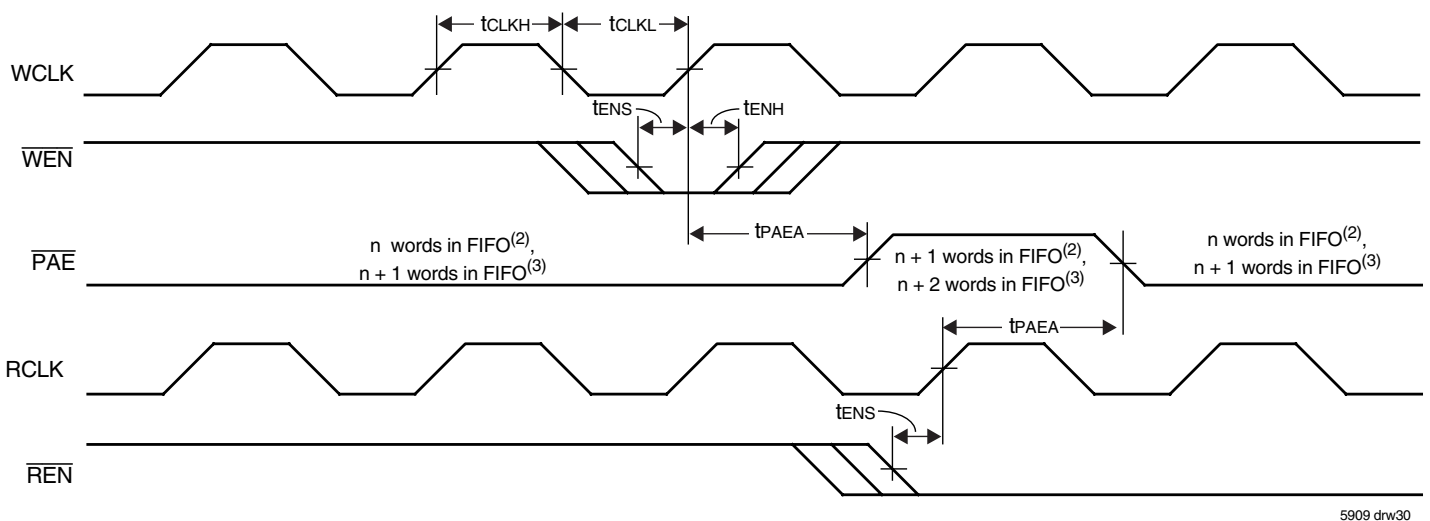 tCLKH
tCLKL
WCLK
tENS
tENH
WEN
tPAEA
PAE
n words in FIFO(2),
n + 1 words in FIFO(3)
n + 1 words in FIFO(2),
n + 2 words in FIFO(3)
n words in FIFO(2),
n + 1 words in FIFO(3)
tPAEA
RCLK
tENS
REN
5909 drw30